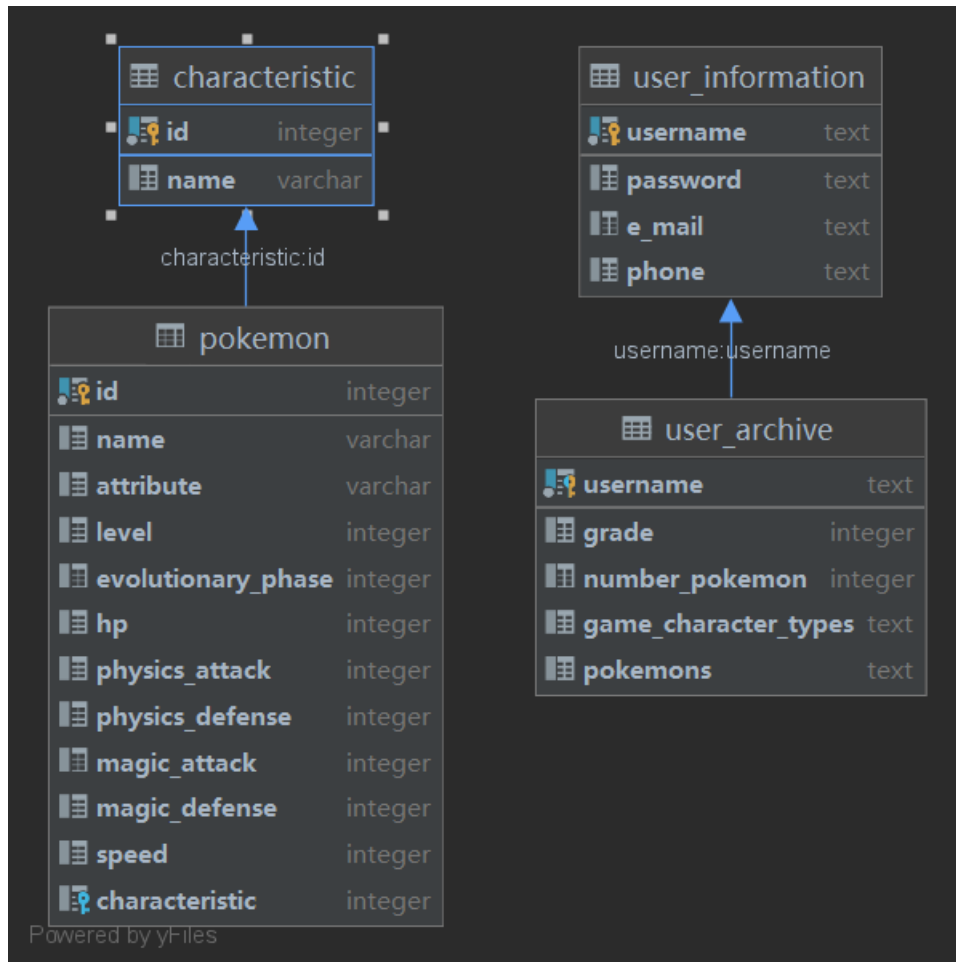 characteristic
id integer
name varchar
characteristic:id
pokemon
id integer
name varchar
attribute varchar
level integer
evolutionary_phase integer
hp integer
physics_attack integer
physics_defense integer
magic_attack integer
magic_defense integer
speed integer
characteristic integer
user_information
username text
password text
e_mail text
phone text
username:username
user_archive
username text
grade integer
number_pokemon integer
game_character_types text
pokemons text
Powered by yFiles